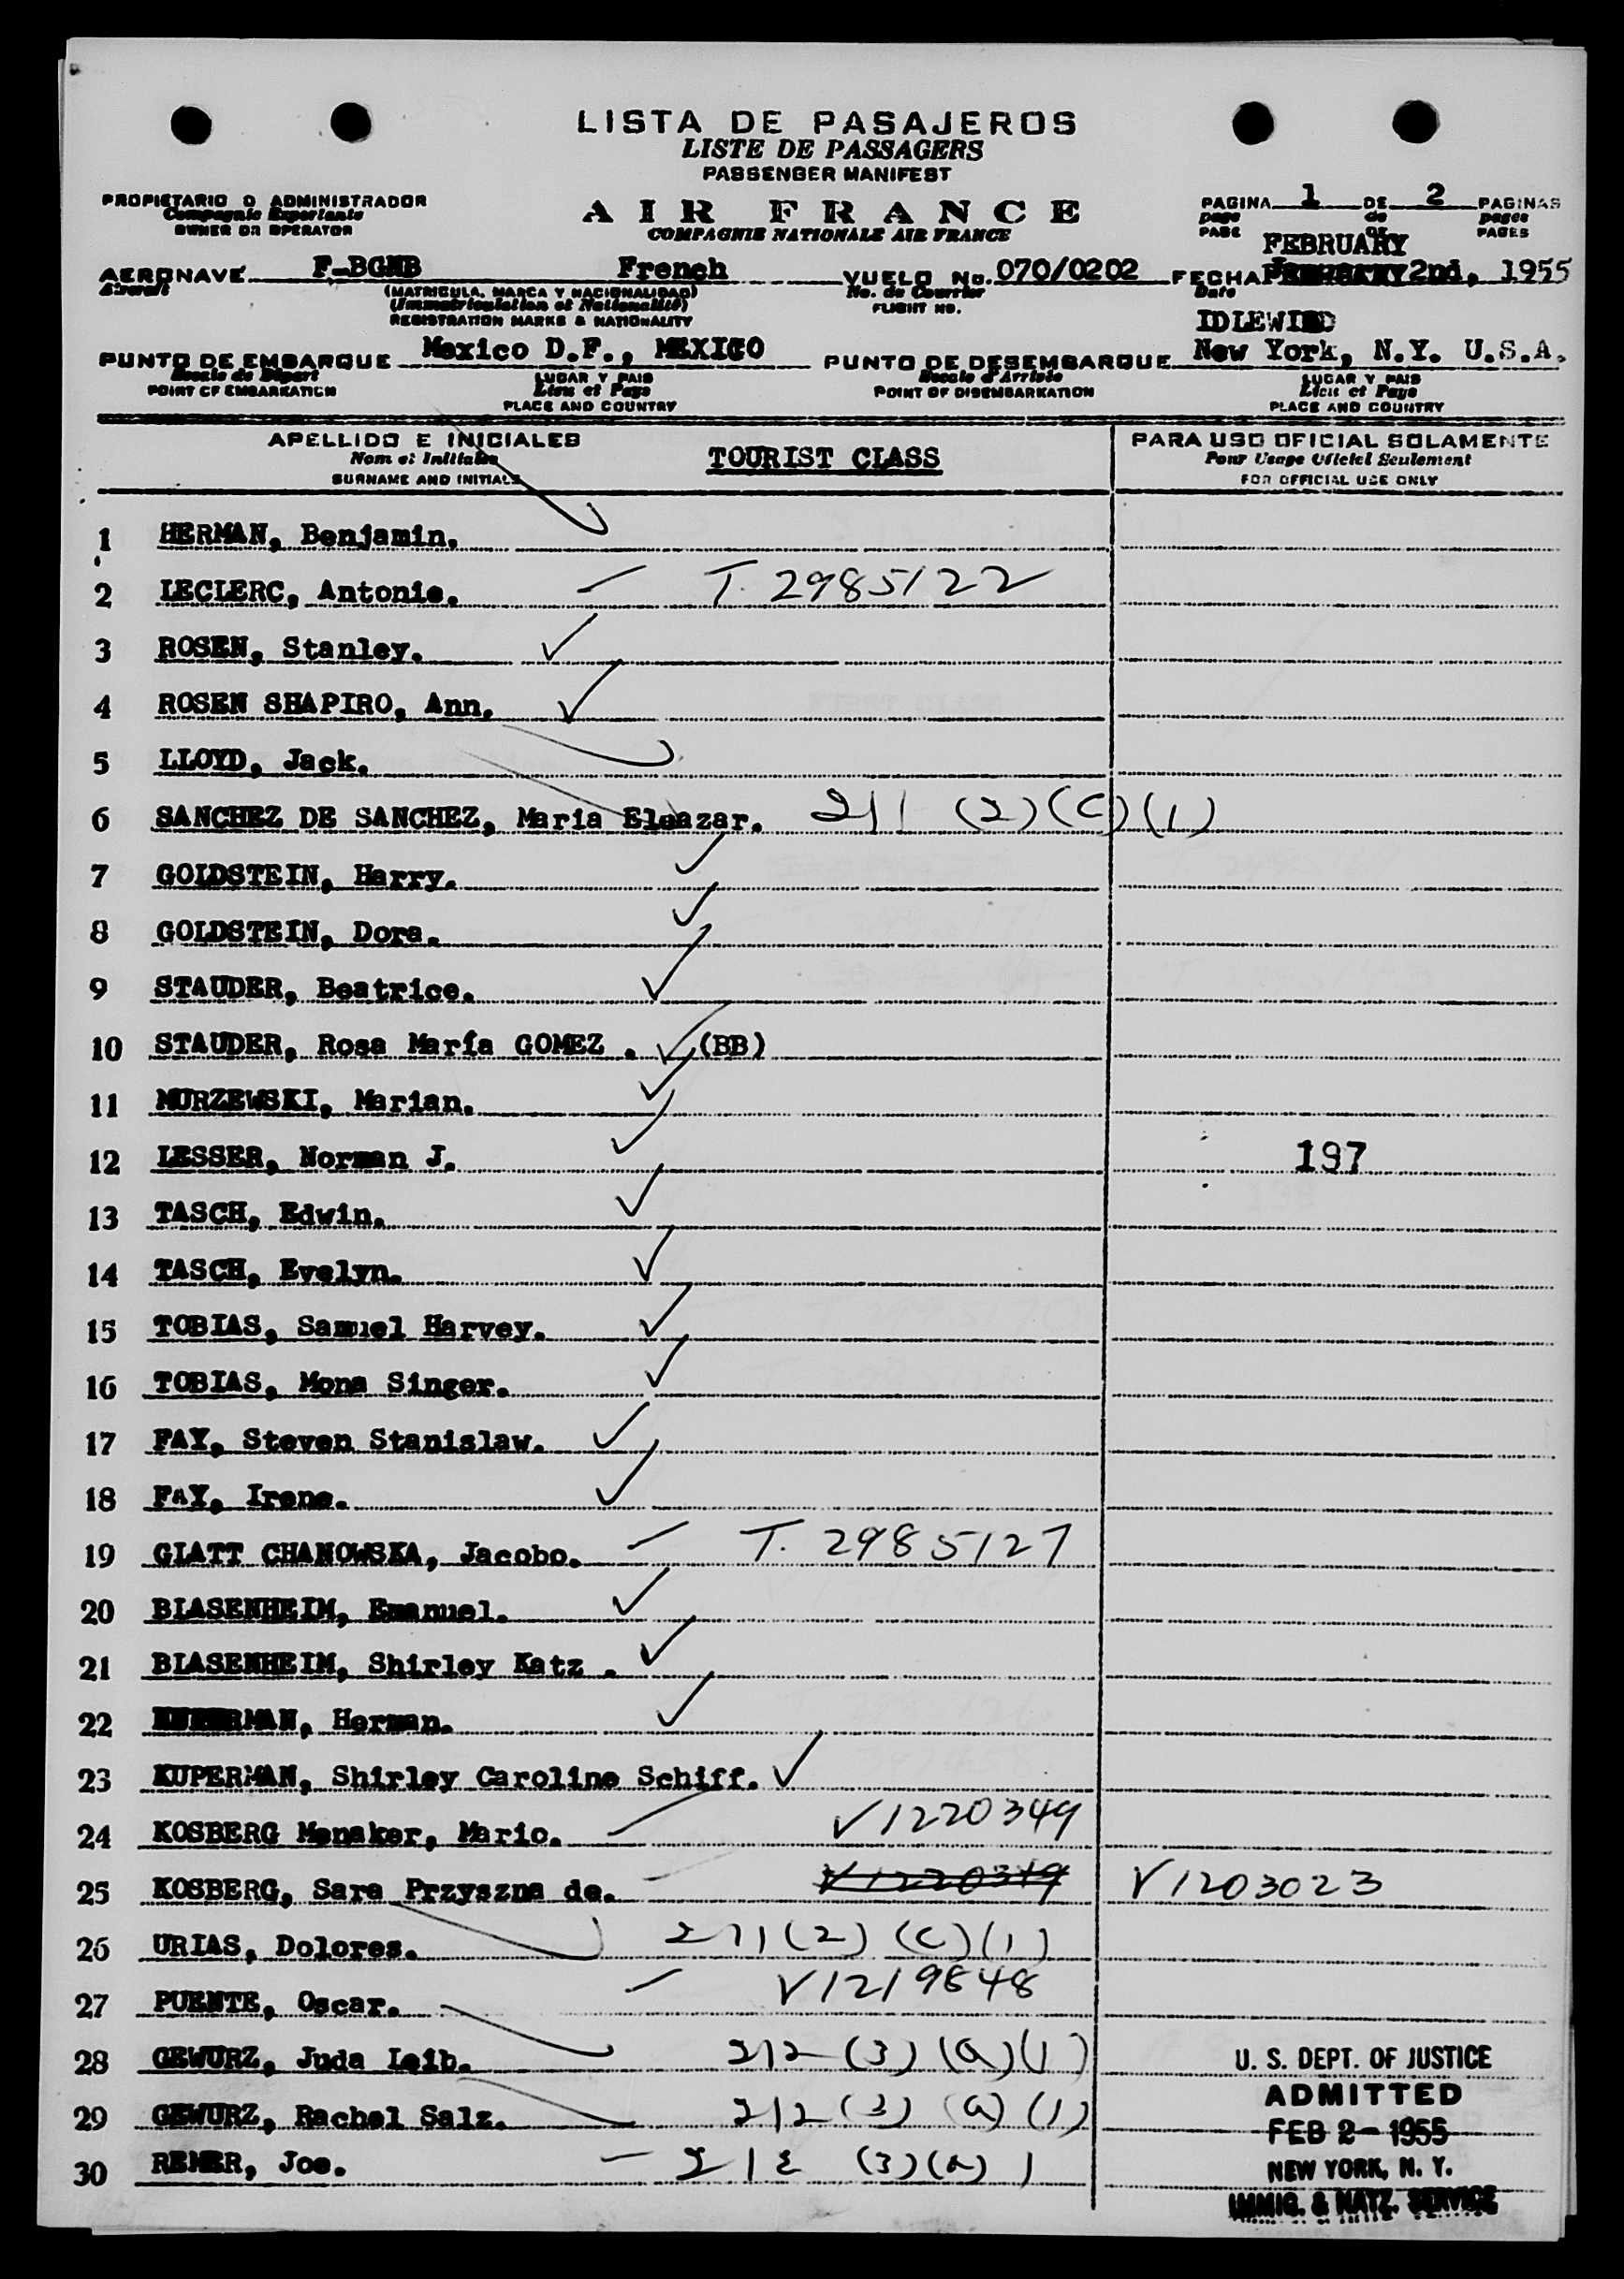 LISTA DE PASAJEROS
LISTE DE PASSAGERS
PASSENGER MANIFEST
PROPIETARIO O ADMINISTRADOR
Compagnie Exportante
OWNER OR OPERATOR
AIR FRANCE
COMPAGNIE NATIONALE AIR FRANCE
PAGINA 1 DE 2 PAGINAS
page de pages
PAGE OF PAGES
FEBRUARY
AERONAVE F-BGNB French VUELO No. 070/0202 FECHA 2nd, 1955
Aircraft (MATRICULA, MARCA Y NACIONALIDAD) No. de Courrier Date
(Immatriculation et Nationalité) FLIGHT NO.
REGISTRATION MARKS & NATIONALITY
IDLEWILD
PUNTO DE EMBARQUE Mexico D.F., MEXICO PUNTO DE DESEMBARQUE New York, N.Y. U.S.A.
Escale de Départ LUGAR Y PAIS Escale d'Arrivée LUGAR Y PAIS
POINT OF EMBARKATION Lieu et Pays POINT OF DISEMBARKATION Lieu et Pays
PLACE AND COUNTRY PLACE AND COUNTRY
APELLIDO E INICIALES TOURIST CLASS PARA USO OFICIAL SOLAMENTE
Nom et Initiales Pour Usage Officiel Seulement
SURNAME AND INITIALS FOR OFFICIAL USE ONLY
1 HERMAN, Benjamin.
2 LECLERC, Antonie. — T. 2985122
3 ROSEN, Stanley. ✓
4 ROSEN SHAPIRO, Ann. ✓
5 LLOYD, Jack.
6 SANCHEZ DE SANCHEZ, Maria Eleazar. 211 (2)(C)(1)
7 GOLDSTEIN, Harry. ✓
8 GOLDSTEIN, Dora. ✓
9 STAUDER, Beatrice. ✓
10 STAUDER, Rosa María GOMEZ . ✓ (BB)
11 MURZEWSKI, Marian. ✓
12 LESSER, Norman J. ✓ 197
13 TASCH, Edwin. ✓
14 TASCH, Evelyn. ✓
15 TOBIAS, Samuel Harvey. ✓
16 TOBIAS, Mona Singer. ✓
17 FAY, Steven Stanislaw. ✓
18 FAY, Irene. ✓
19 GLATT CHANOWSKA, Jacobo. — T. 2985127
20 BLASENHEIM, Emanuel. ✓
21 BLASENHEIM, Shirley Katz . ✓
22 Herman. ✓
23 KUPERMAN, Shirley Caroline Schiff. ✓
24 KOSBERG Menaker, Mario. — V1220349
25 KOSBERG, Sara Przyszna de. — V1220349 V1203023
26 URIAS, Dolores. 211(2)(C)(1)
27 PUENTE, Oscar. — V1219848
28 GEWURZ, Juda Leib. 212 (3) (a)(1)
29 GEWURZ, Rachel Salz. 212 (3) (a) (1)
30 REMER, Joe. — 212 (3)(a) 1
U. S. DEPT. OF JUSTICE
ADMITTED
FEB 2 - 1955
NEW YORK, N. Y.
IMMIG. & NATZ. SERVICE